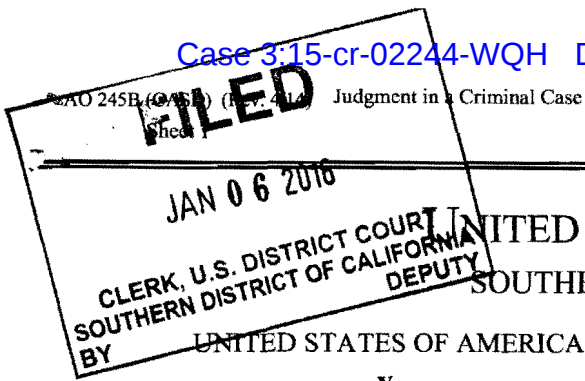 Case 3:15-cr-02244-WQH D
AO 245B (CASD) (Rev. 4/14) Judgment in a Criminal Case
Sheet 1
FILED
JAN 06 2016
CLERK, U.S. DISTRICT COURT
SOUTHERN DISTRICT OF CALIFORNIA
BY DEPUTY
UNITED
SOUTH
UNITED STATES OF AMERICA
v.